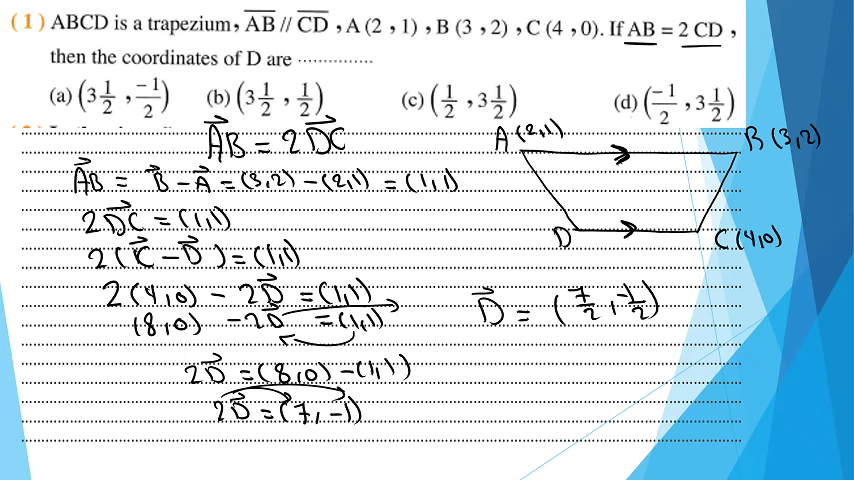 (1) ABCD is a trapezium, AB // CD, A (2, 1), B (3, 2), C (4, 0). If AB = 2 CD,
then the coordinates of D are ...............
(a) (3 1/2, -1/2) (b) (3 1/2, 1/2) (c) (1/2, 3 1/2) (d) (-1/2, 3 1/2)
AB = 2DC
AB = B - A = (3,2) - (2,1) = (1,1)
2DC = (1,1)
2(C - D) = (1,1)
2(4,0) - 2D = (1,1)
(8,0) - 2D = (1,1)
2D = (8,0) - (1,1)
2D = (7,-1)
A (2,1)
B (3,2)
D
C (4,0)
D = (7/2, -1/2)